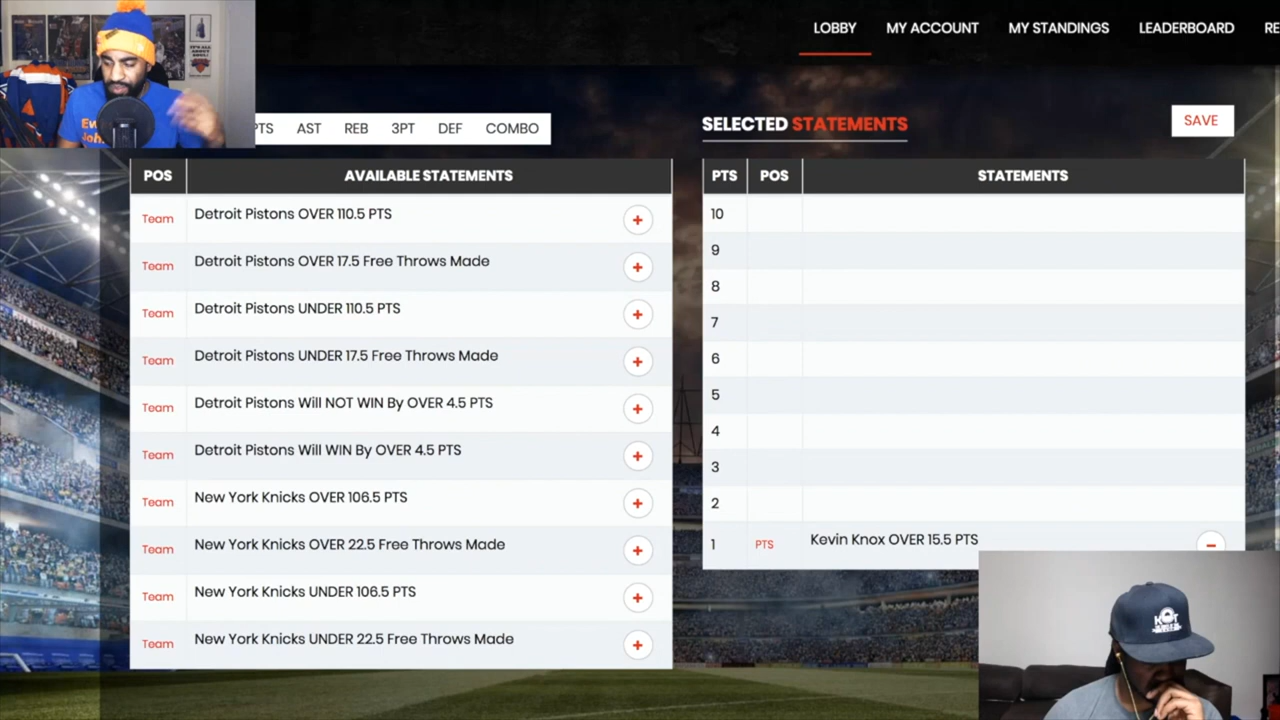 LOBBY MY ACCOUNT MY STANDINGS LEADERBOARD RE
IT'S ALL
PTS AST REB 3PT DEF COMBO
SELECTED STATEMENTS
SAVE
POS AVAILABLE STATEMENTS
Team Detroit Pistons OVER 110.5 PTS +
Team Detroit Pistons OVER 17.5 Free Throws Made +
Team Detroit Pistons UNDER 110.5 PTS +
Team Detroit Pistons UNDER 17.5 Free Throws Made +
Team Detroit Pistons Will NOT WIN By OVER 4.5 PTS +
Team Detroit Pistons Will WIN By OVER 4.5 PTS +
Team New York Knicks OVER 106.5 PTS +
Team New York Knicks OVER 22.5 Free Throws Made +
Team New York Knicks UNDER 106.5 PTS +
Team New York Knicks UNDER 22.5 Free Throws Made +
PTS POS STATEMENTS
10
9
8
7
6
5
4
3
2
1 PTS Kevin Knox OVER 15.5 PTS −